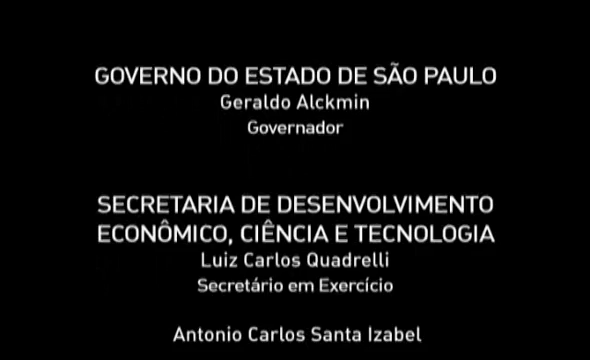 GOVERNO DO ESTADO DE SÃO PAULO
Geraldo Alckmin
Governador
SECRETARIA DE DESENVOLVIMENTO
ECONÔMICO, CIÊNCIA E TECNOLOGIA
Luiz Carlos Quadrelli
Secretário em Exercício
Antonio Carlos Santa Izabel